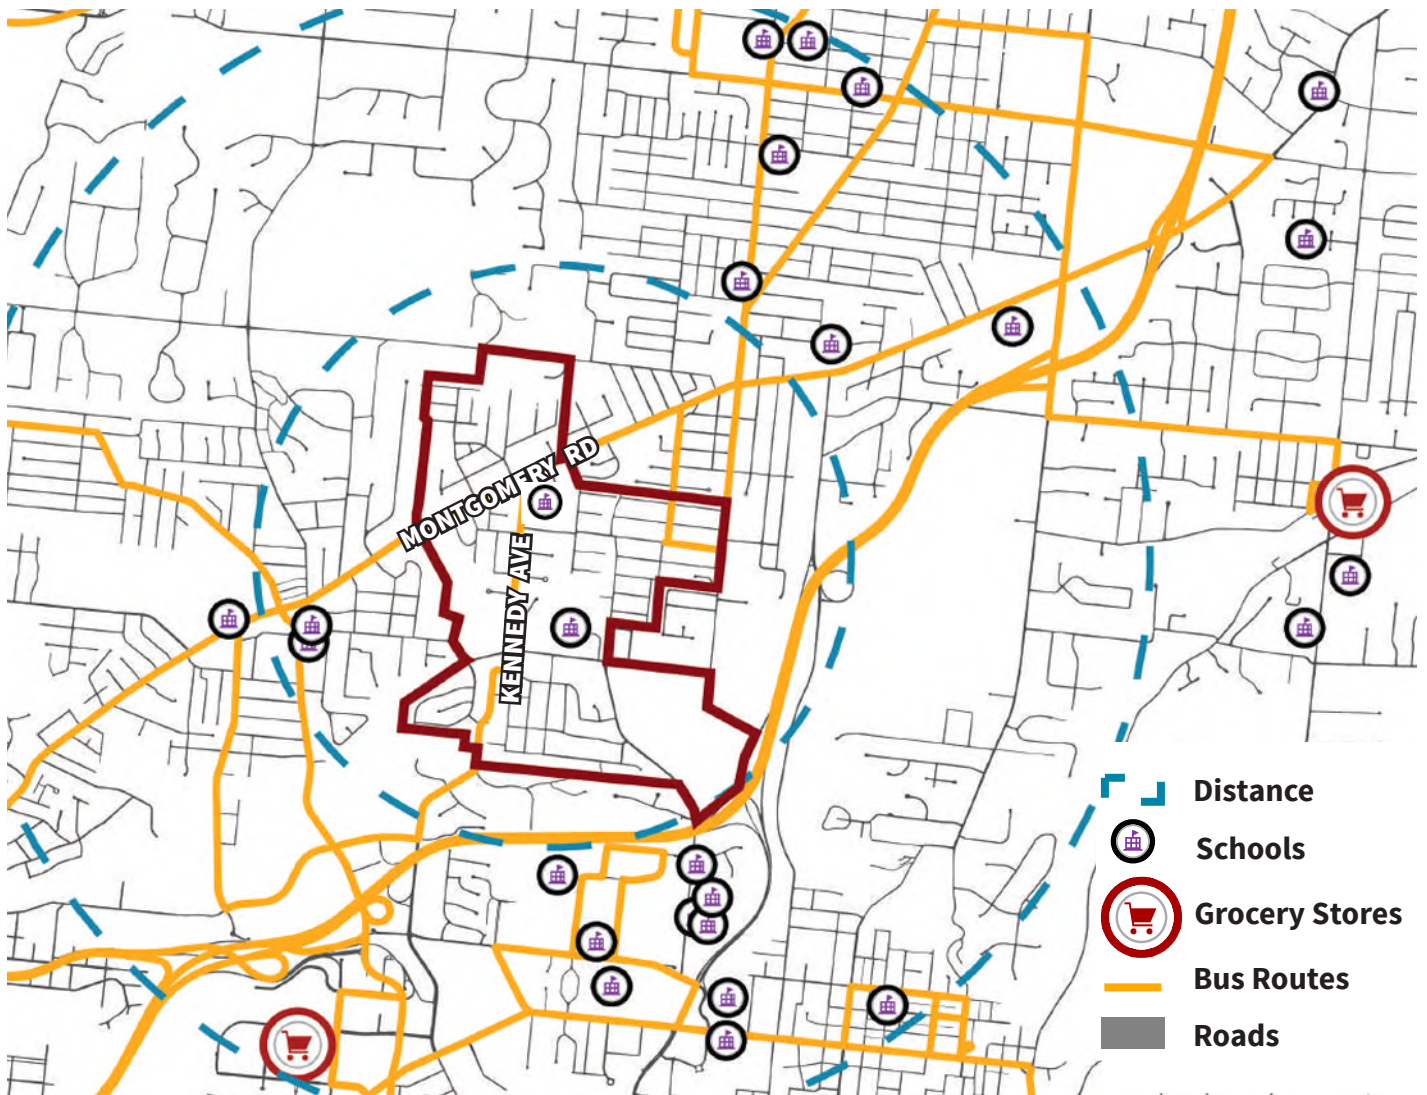 MONTGOMERY RD
KENNEDY AVE
Distance
Schools
Grocery Stores
Bus Routes
Roads